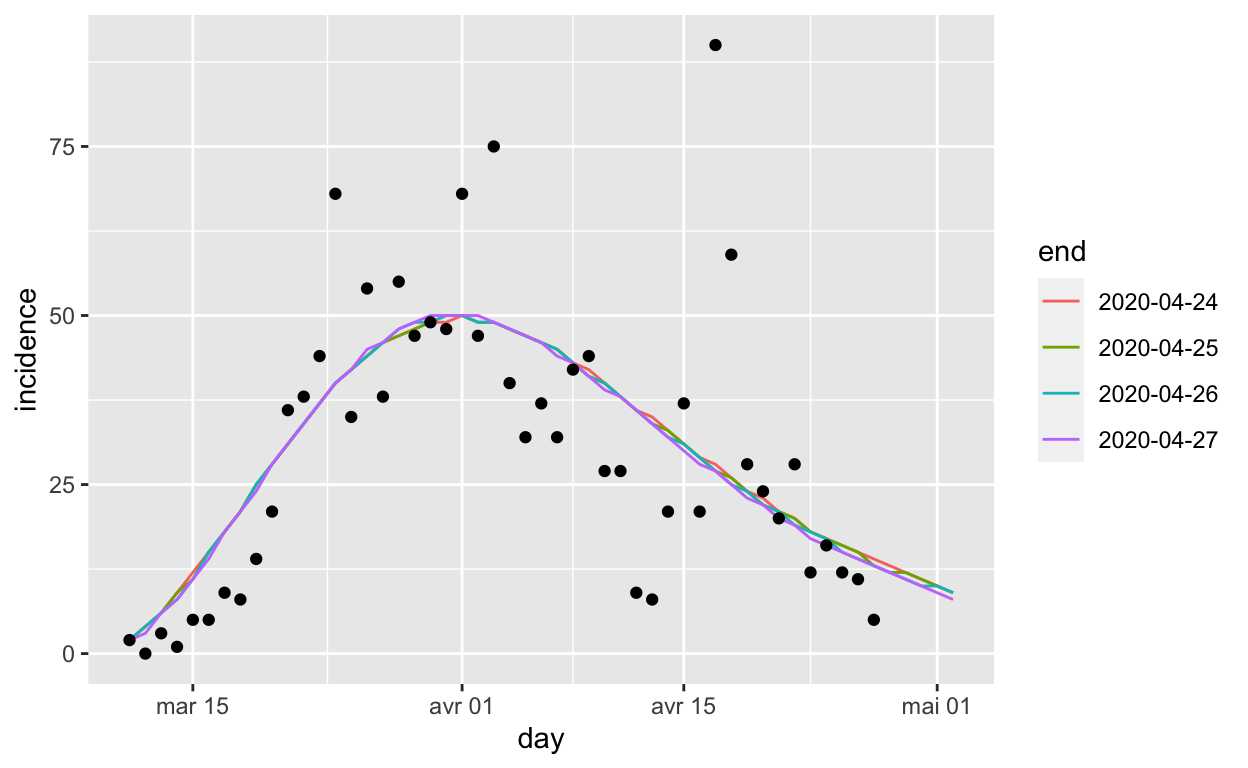 75
50
25
0
incidence
mar 15
avr 01
avr 15
mai 01
day
end
2020-04-24
2020-04-25
2020-04-26
2020-04-27